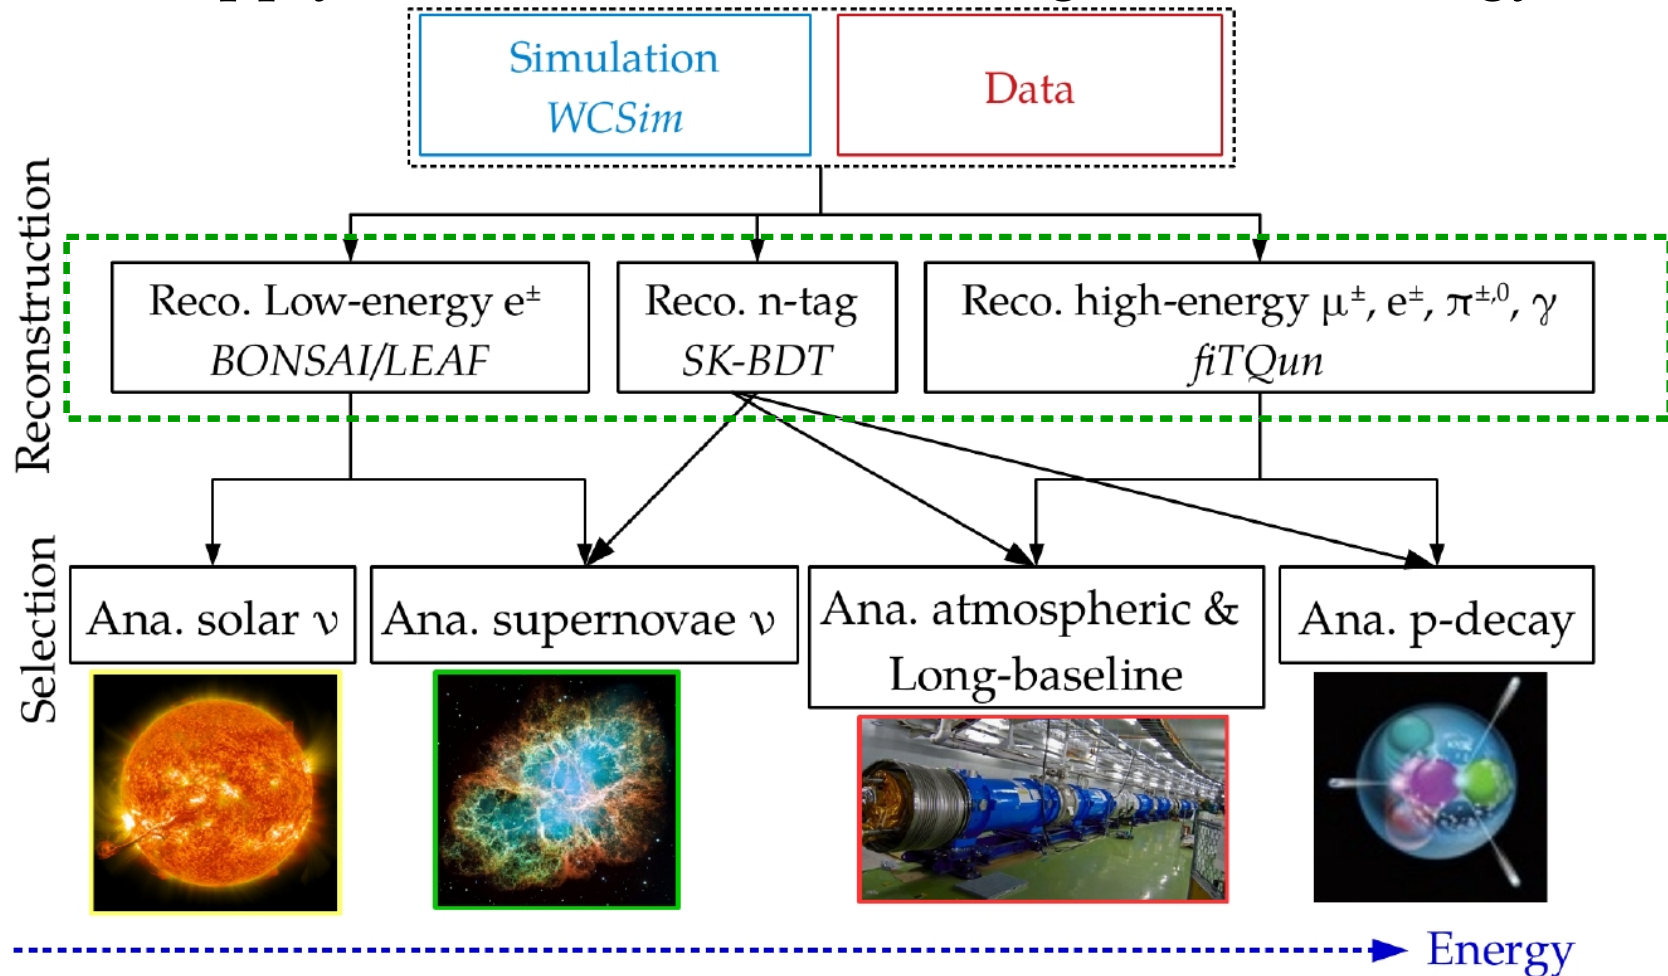 Simulation
WCSim
Data
Reconstruction
Reco. Low-energy e±
BONSAI/LEAF
Reco. n-tag
SK-BDT
Reco. high-energy μ±, e±, π±,0, γ
fiTQun
Selection
Ana. solar ν
Ana. supernovae ν
Ana. atmospheric &
Long-baseline
Ana. p-decay
Energy